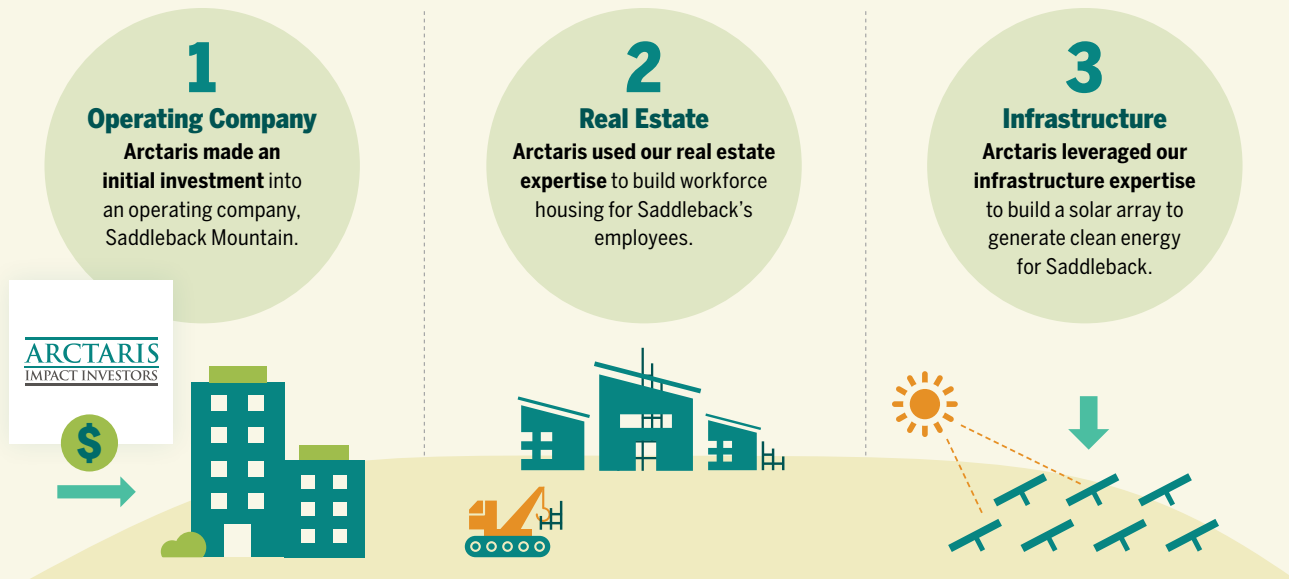 1
Operating Company
Arctaris made an
initial investment into
an operating company,
Saddleback Mountain.
2
Real Estate
Arctaris used our real estate
expertise to build workforce
housing for Saddleback’s
employees.
3
Infrastructure
Arctaris leveraged our
infrastructure expertise
to build a solar array to
generate clean energy
for Saddleback.
ARCTARIS
IMPACT INVESTORS
$